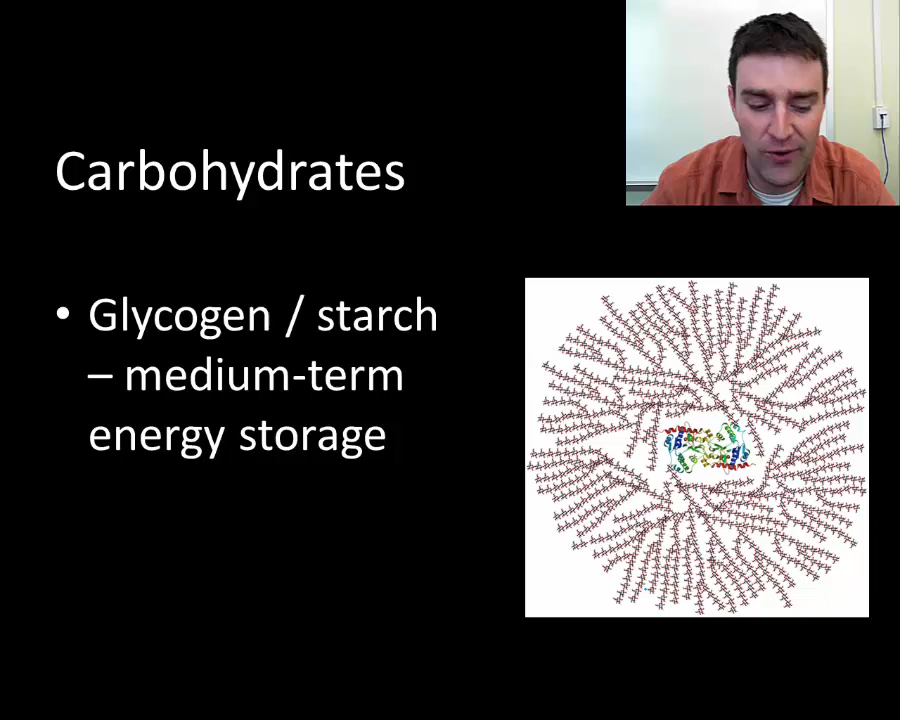 Carbohydrates
• Glycogen / starch
– medium-term
energy storage